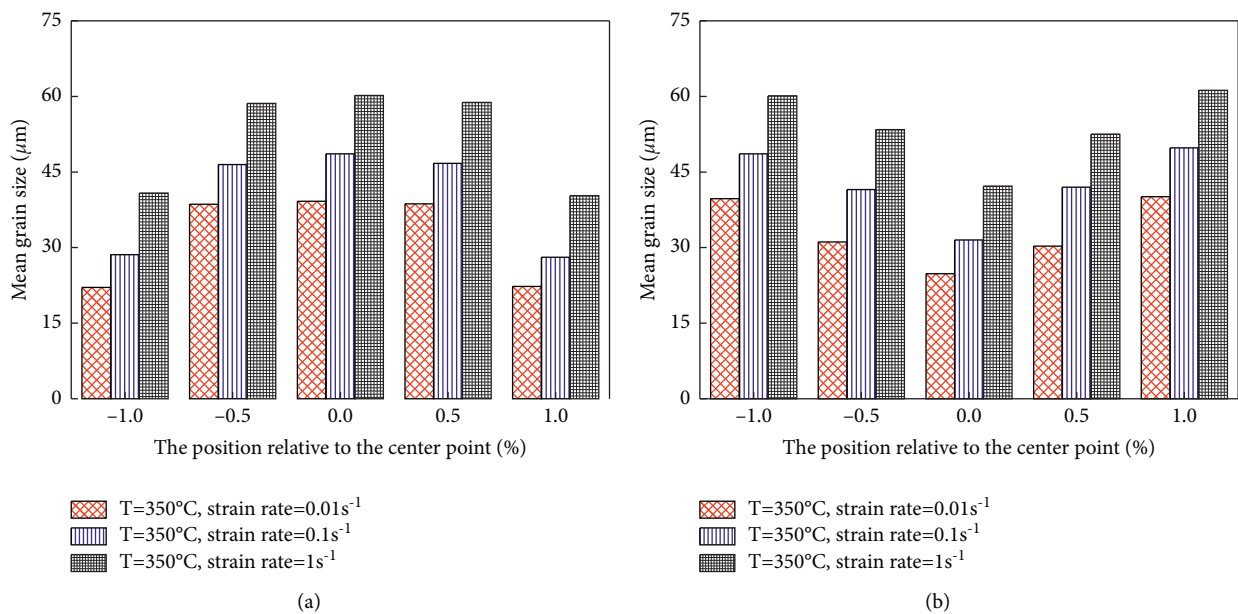 75
60
45
30
15
0
Mean grain size (μm)
−1.0 −0.5 0.0 0.5 1.0
The position relative to the center point (%)
T=350°C, strain rate=0.01s⁻¹
T=350°C, strain rate=0.1s⁻¹
T=350°C, strain rate=1s⁻¹
(a)
75
60
45
30
15
0
Mean grain size (μm)
−1.0 −0.5 0.0 0.5 1.0
The position relative to the center point (%)
T=350°C, strain rate=0.01s⁻¹
T=350°C, strain rate=0.1s⁻¹
T=350°C, strain rate=1s⁻¹
(b)